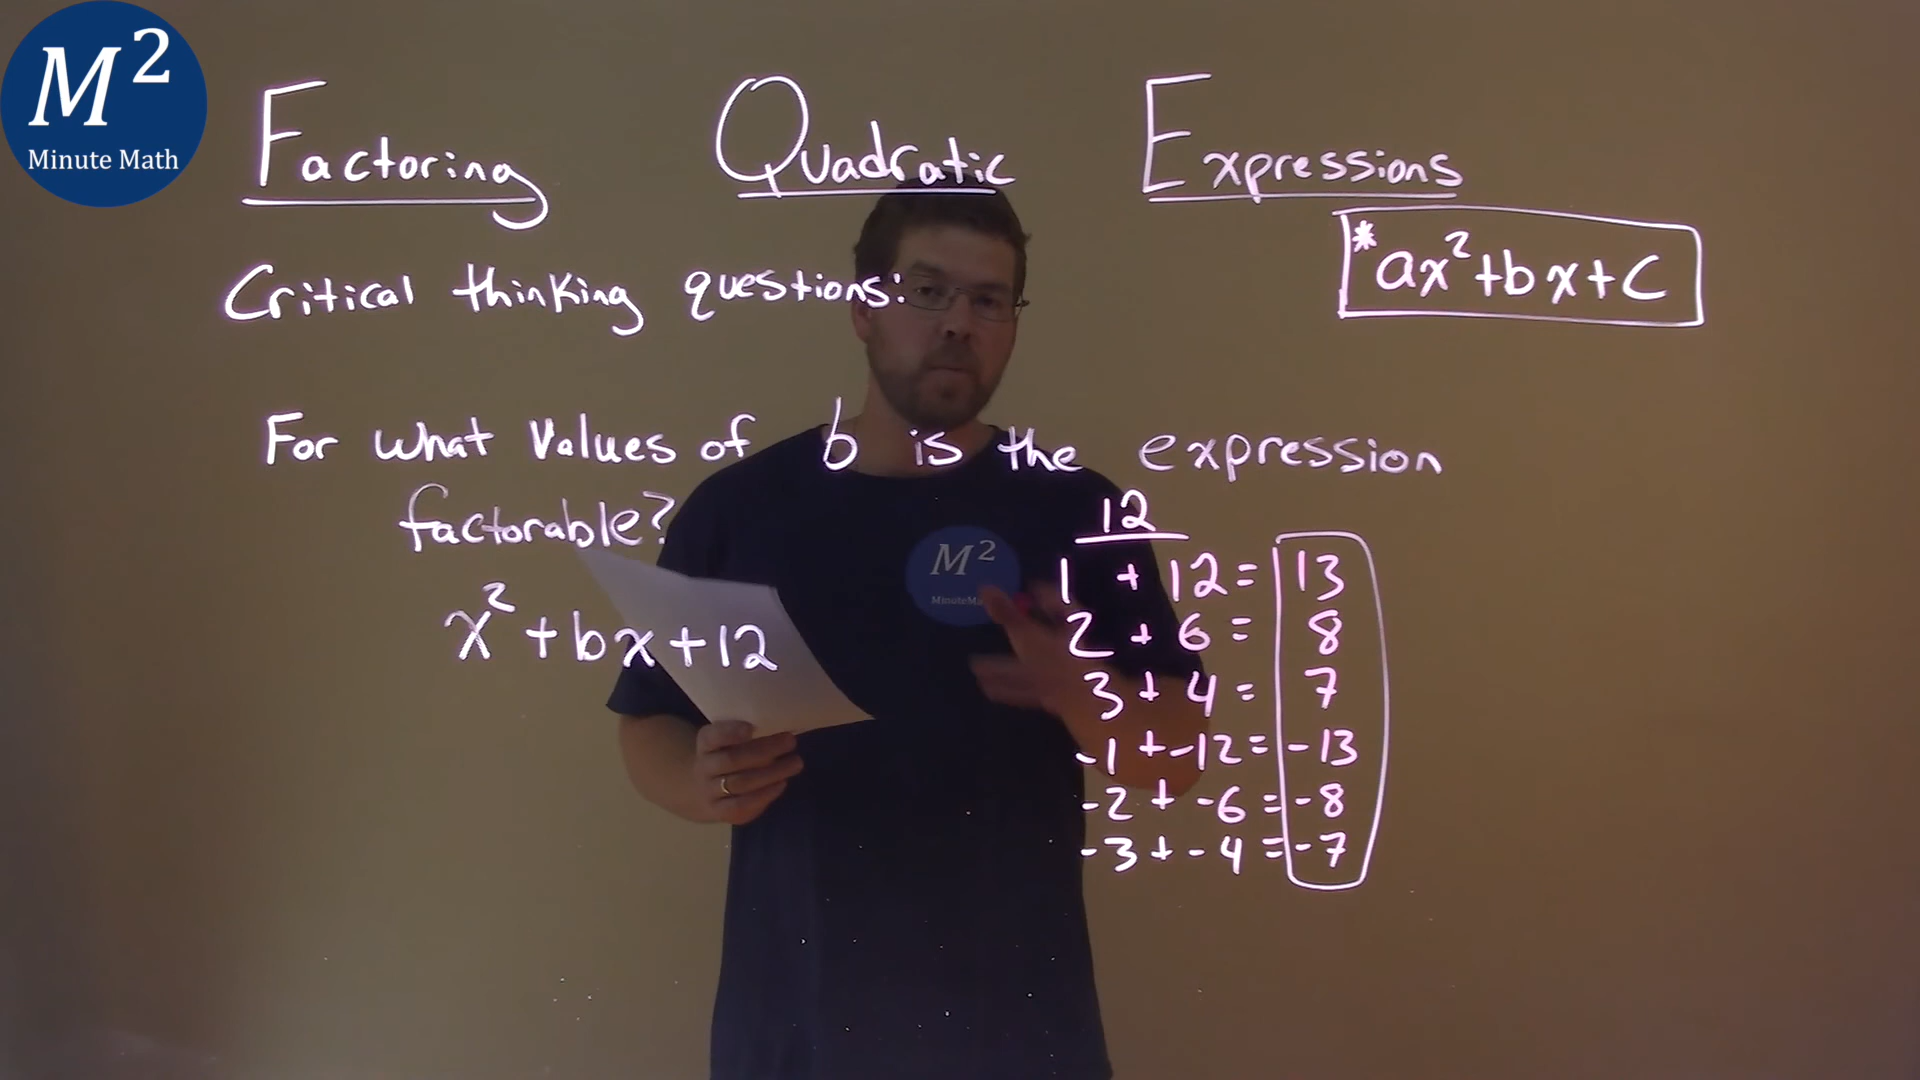 M²
Minute Math
Factoring Quadratic Expressions
*ax²+bx+c
Critical thinking questions:
For what values of b is the expression
factorable?
x²+bx+12
12
1 + 12 = 13
2 + 6 = 8
3 + 4 = 7
-1 + -12 = -13
-2 + -6 = -8
-3 + -4 = -7
M²